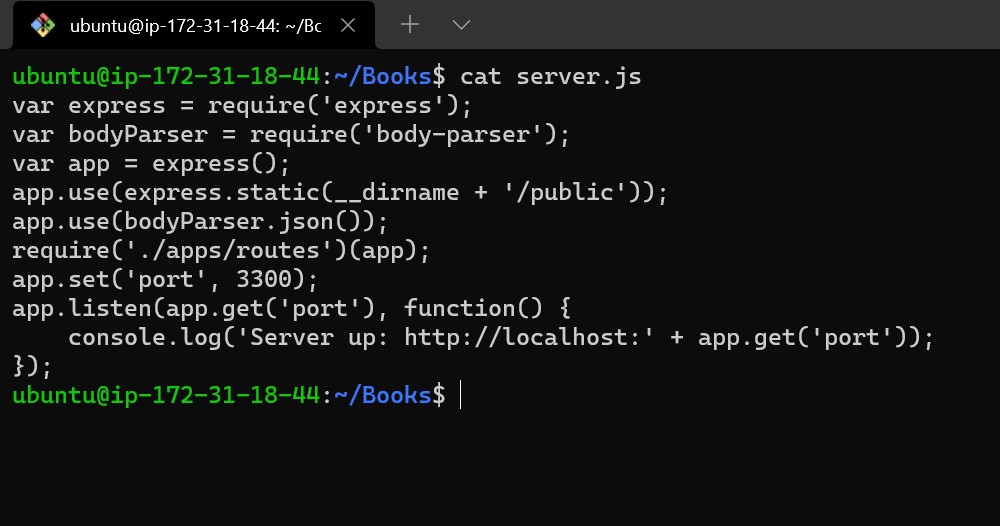 ubuntu@ip-172-31-18-44: ~/Bc
ubuntu@ip-172-31-18-44:~/Books$ cat server.js
var express = require('express');
var bodyParser = require('body-parser');
var app = express();
app.use(express.static(__dirname + '/public'));
app.use(bodyParser.json());
require('./apps/routes')(app);
app.set('port', 3300);
app.listen(app.get('port'), function() {
    console.log('Server up: http://localhost:' + app.get('port'));
});
ubuntu@ip-172-31-18-44:~/Books$